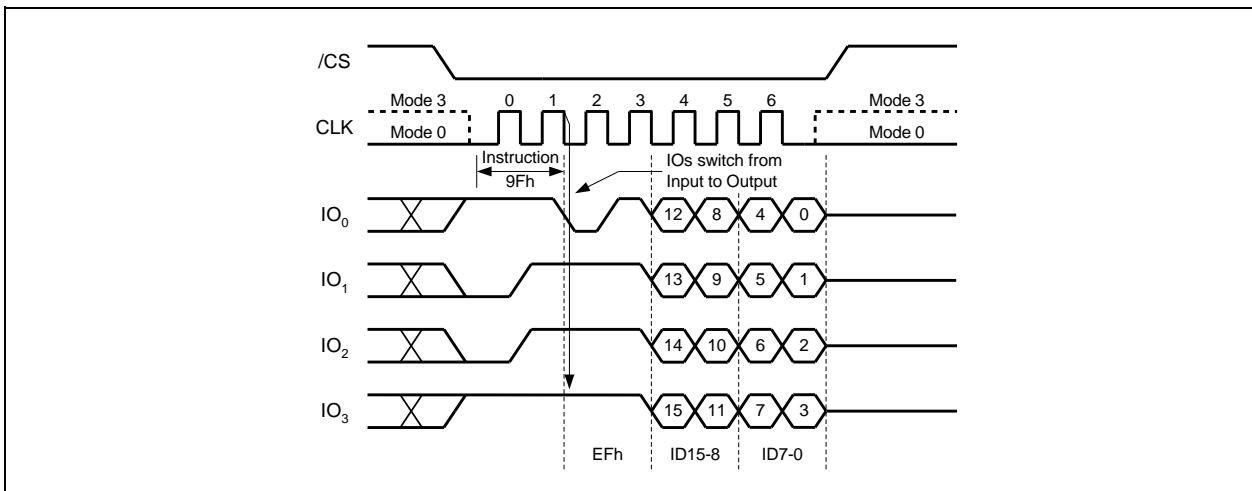 /CS
Mode 3 0 1 2 3 4 5 6 Mode 3
CLK
Mode 0 Mode 0
Instruction
9Fh
IOs switch from
Input to Output
IO0 12 8 4 0
IO1 13 9 5 1
IO2 14 10 6 2
IO3 15 11 7 3
EFh ID15-8 ID7-0